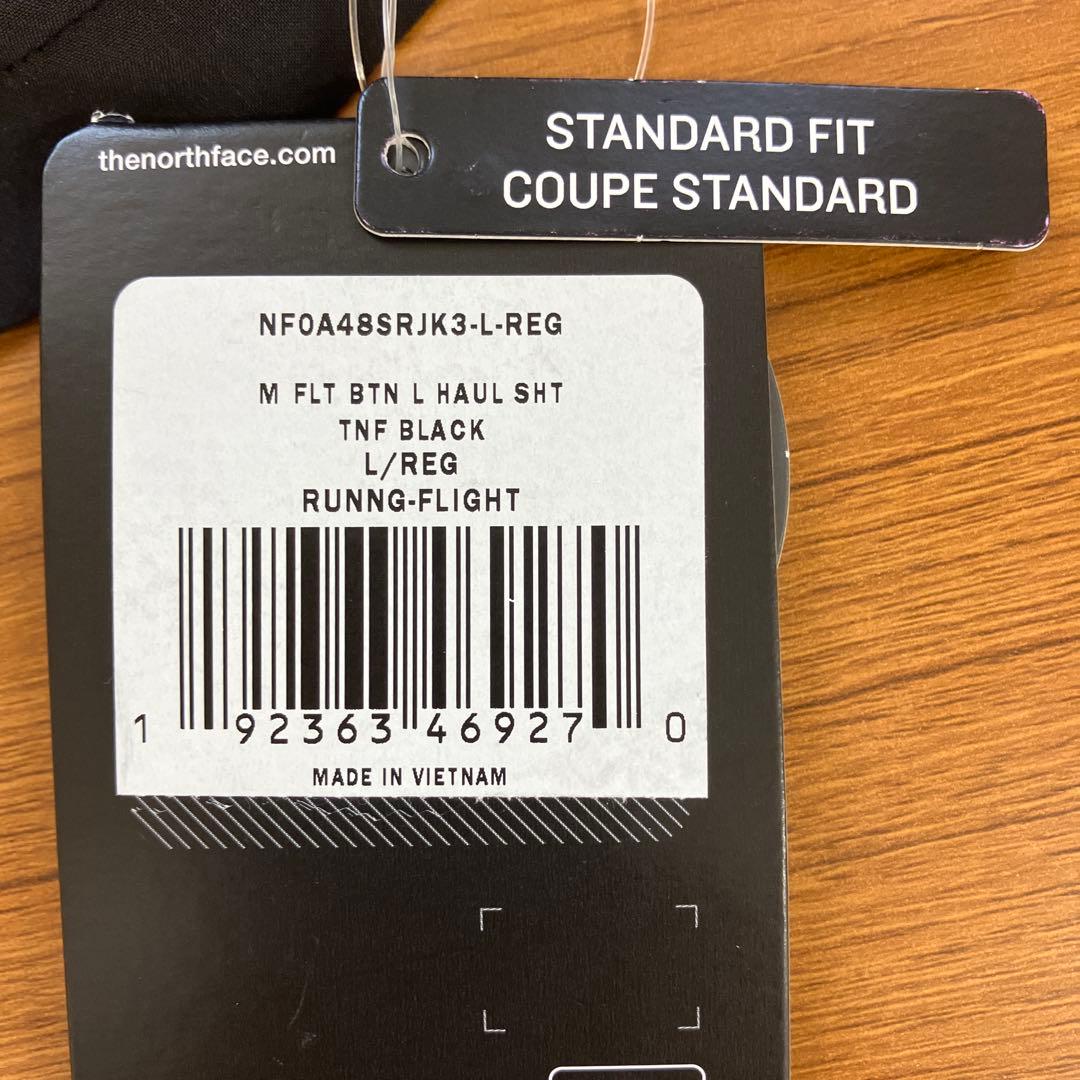 thenorthface.com
STANDARD FIT
COUPE STANDARD
NF0A48SRJK3-L-REG
M FLT BTN L HAUL SHT
TNF BLACK
L/REG
RUNNG-FLIGHT
1 92363 46927 0
MADE IN VIETNAM